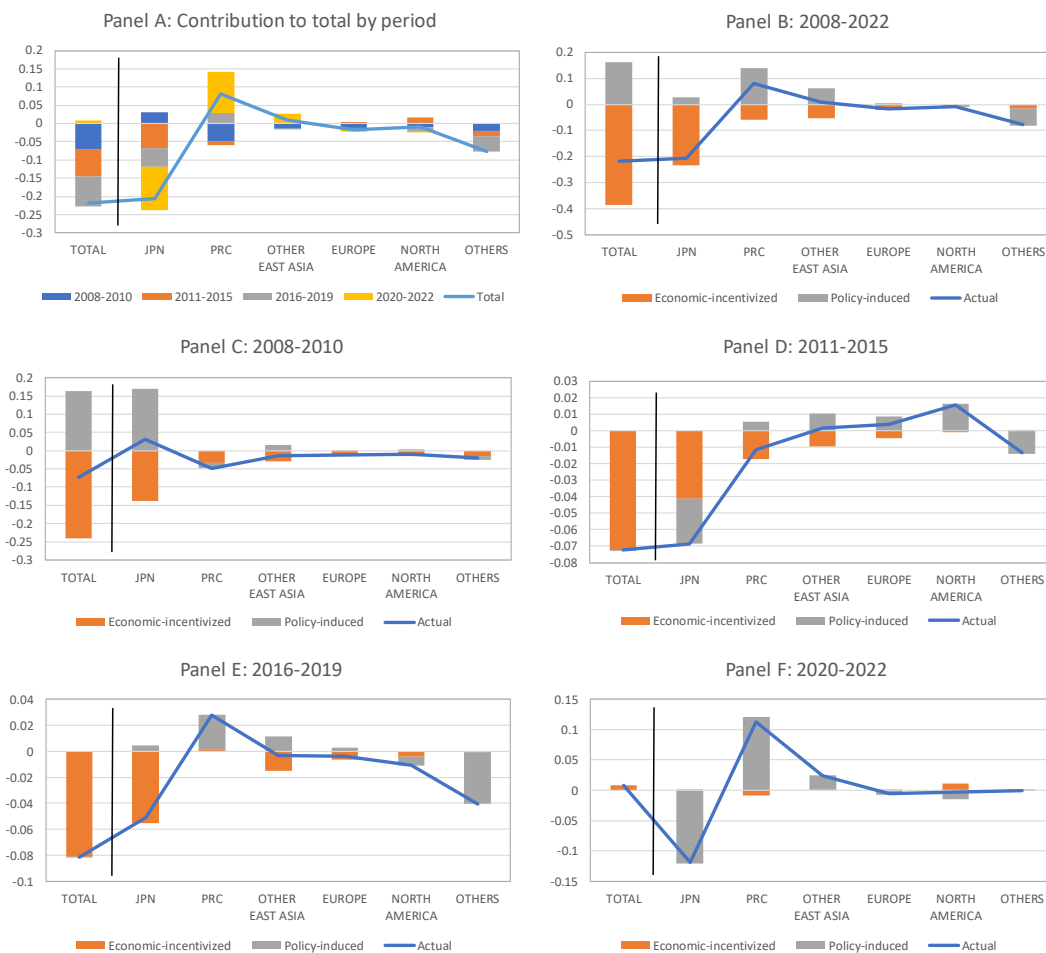 Panel A: Contribution to total by period
0.2
0.15
0.1
0.05
0
-0.05
-0.1
-0.15
-0.2
-0.25
-0.3
TOTAL JPN PRC OTHER EUROPE NORTH OTHERS
EAST ASIA AMERICA
2008-2010 2011-2015 2016-2019 2020-2022 Total
Panel B: 2008-2022
0.2
0.1
0
-0.1
-0.2
-0.3
-0.4
-0.5
TOTAL JPN PRC OTHER EUROPE NORTH OTHERS
EAST ASIA AMERICA
Economic-incentivized Policy-induced Actual
Panel C: 2008-2010
0.2
0.15
0.1
0.05
0
-0.05
-0.1
-0.15
-0.2
-0.25
-0.3
TOTAL JPN PRC OTHER EUROPE NORTH OTHERS
EAST ASIA AMERICA
Economic-incentivized Policy-induced Actual
Panel D: 2011-2015
0.03
0.02
0.01
0
-0.01
-0.02
-0.03
-0.04
-0.05
-0.06
-0.07
-0.08
TOTAL JPN PRC OTHER EUROPE NORTH OTHERS
EAST ASIA AMERICA
Economic-incentivized Policy-induced Actual
Panel E: 2016-2019
0.04
0.02
0
-0.02
-0.04
-0.06
-0.08
-0.1
TOTAL JPN PRC OTHER EUROPE NORTH OTHERS
EAST ASIA AMERICA
Economic-incentivized Policy-induced Actual
Panel F: 2020-2022
0.15
0.1
0.05
0
-0.05
-0.1
-0.15
TOTAL JPN PRC OTHER EUROPE NORTH OTHERS
EAST ASIA AMERICA
Economic-incentivized Policy-induced Actual